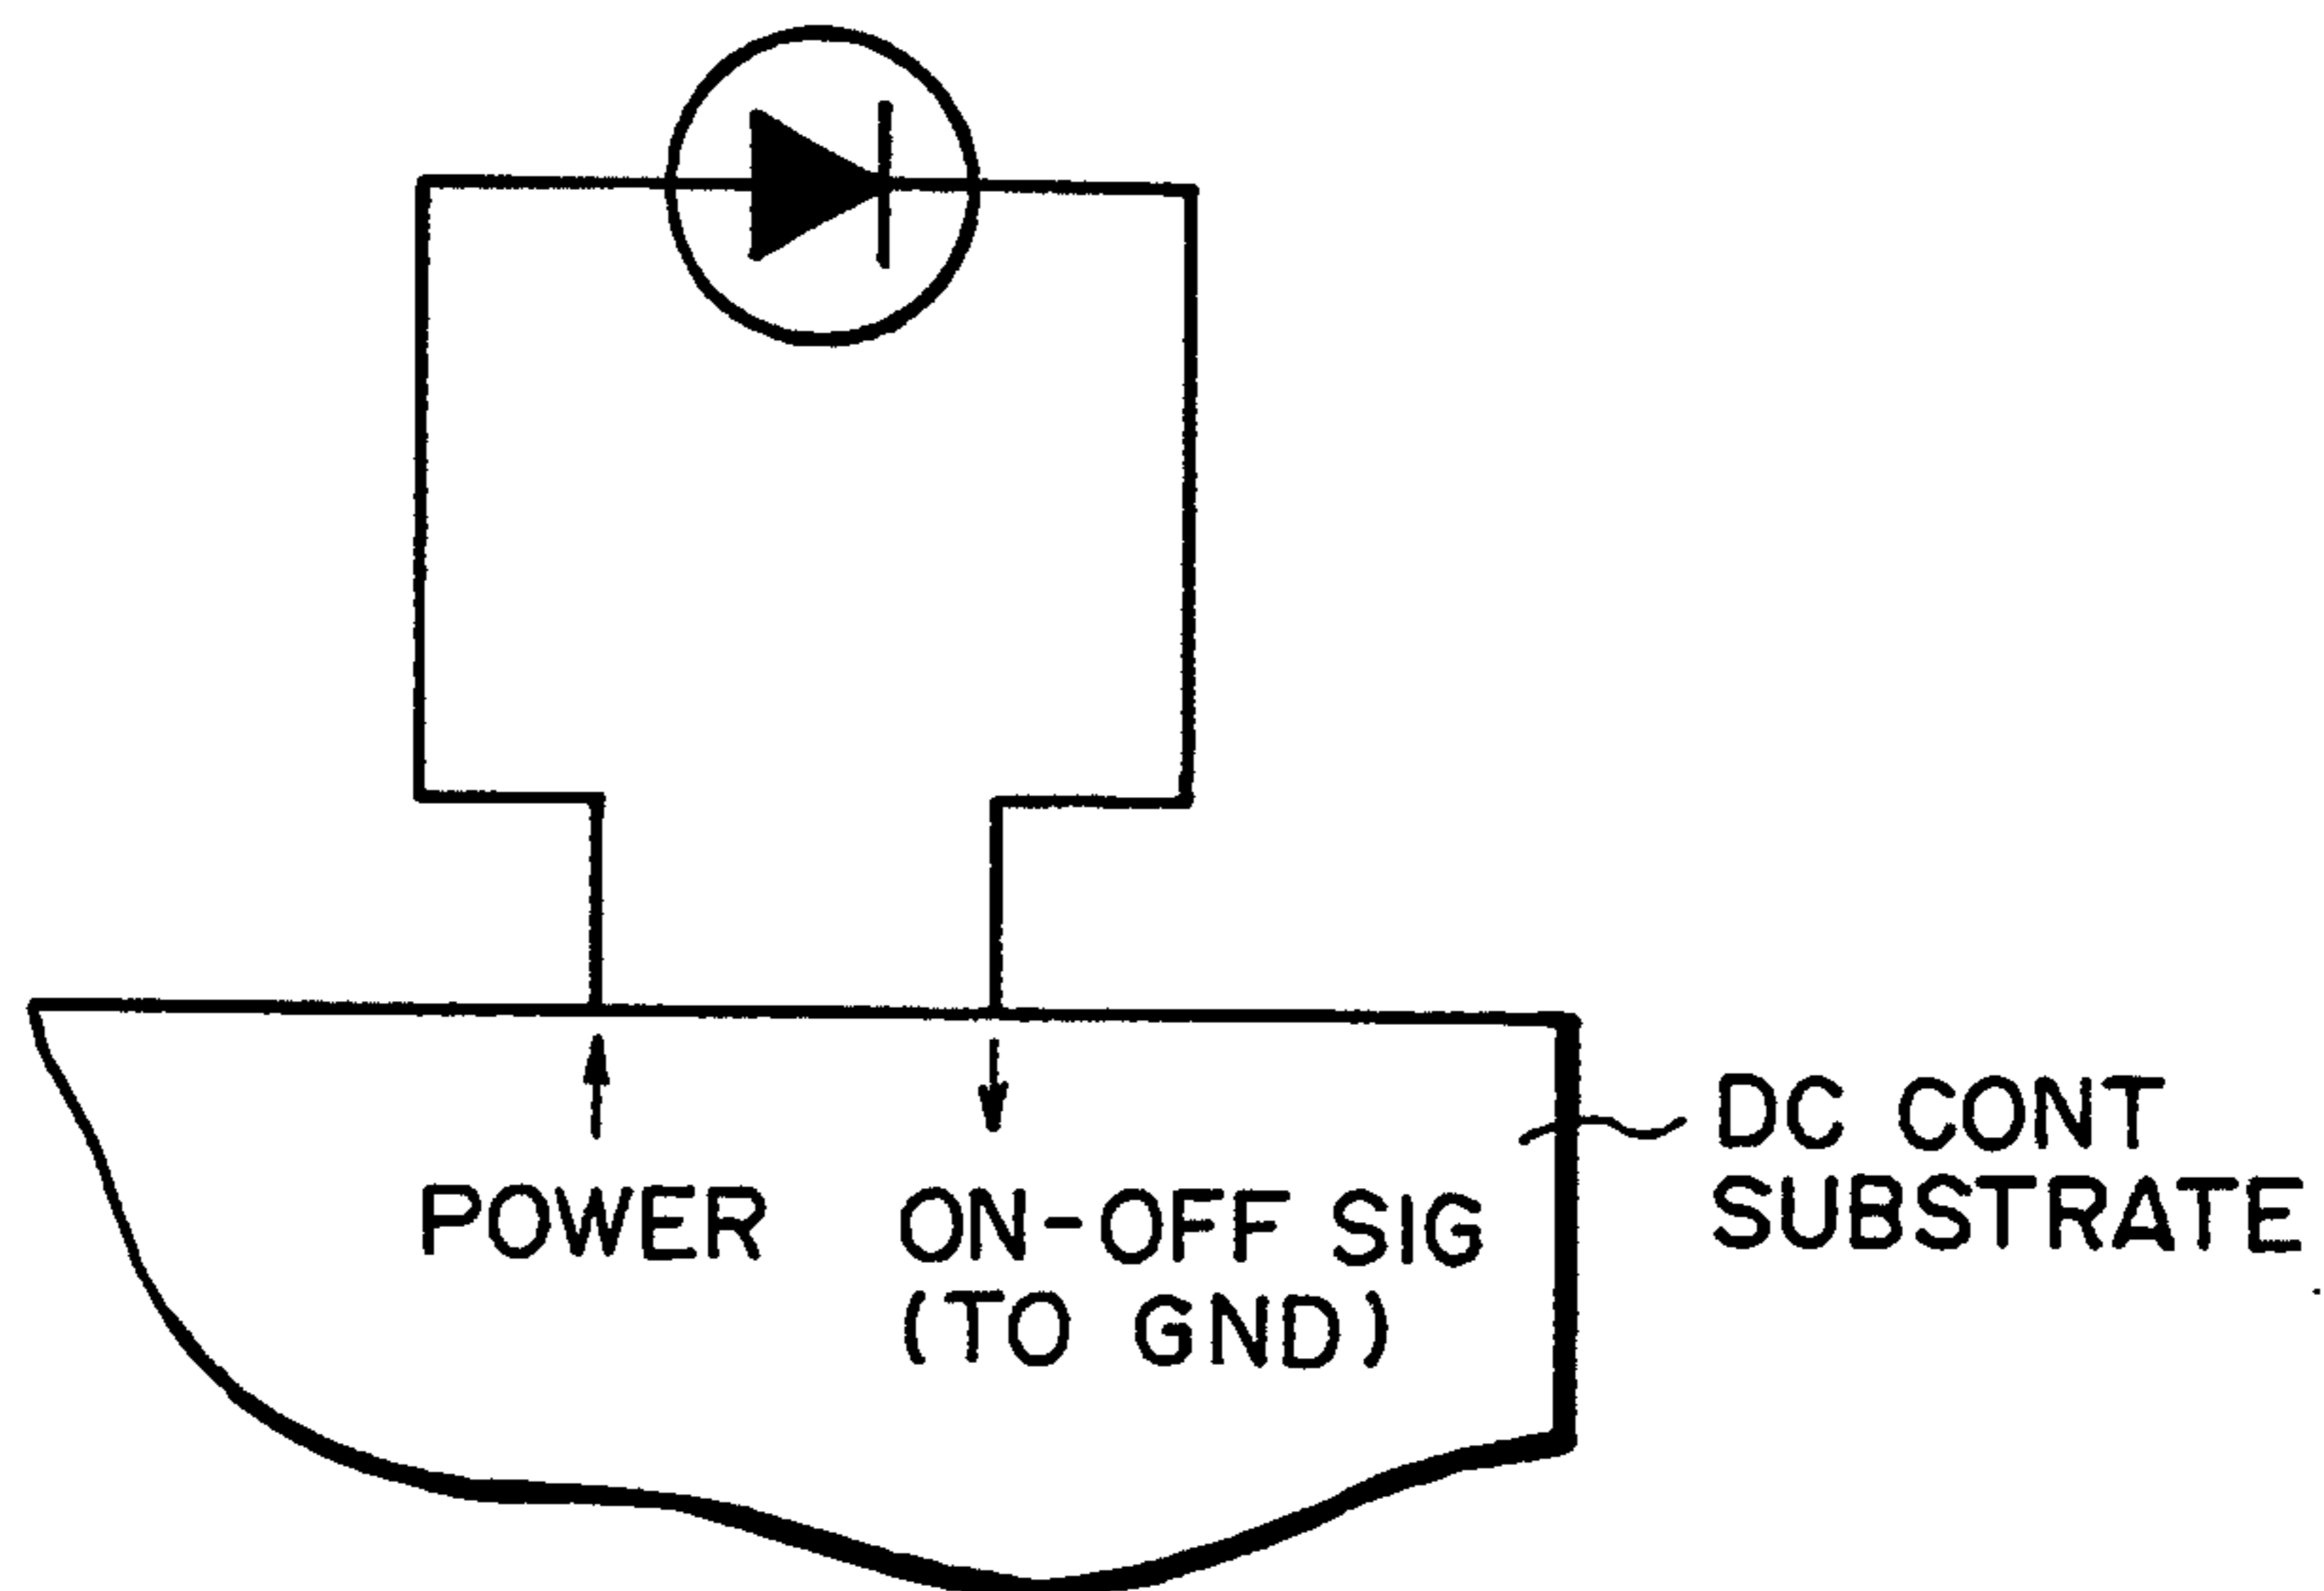 POWER
ON-OFF SIG
(TO GND)
DC CONT
SUBSTRATE